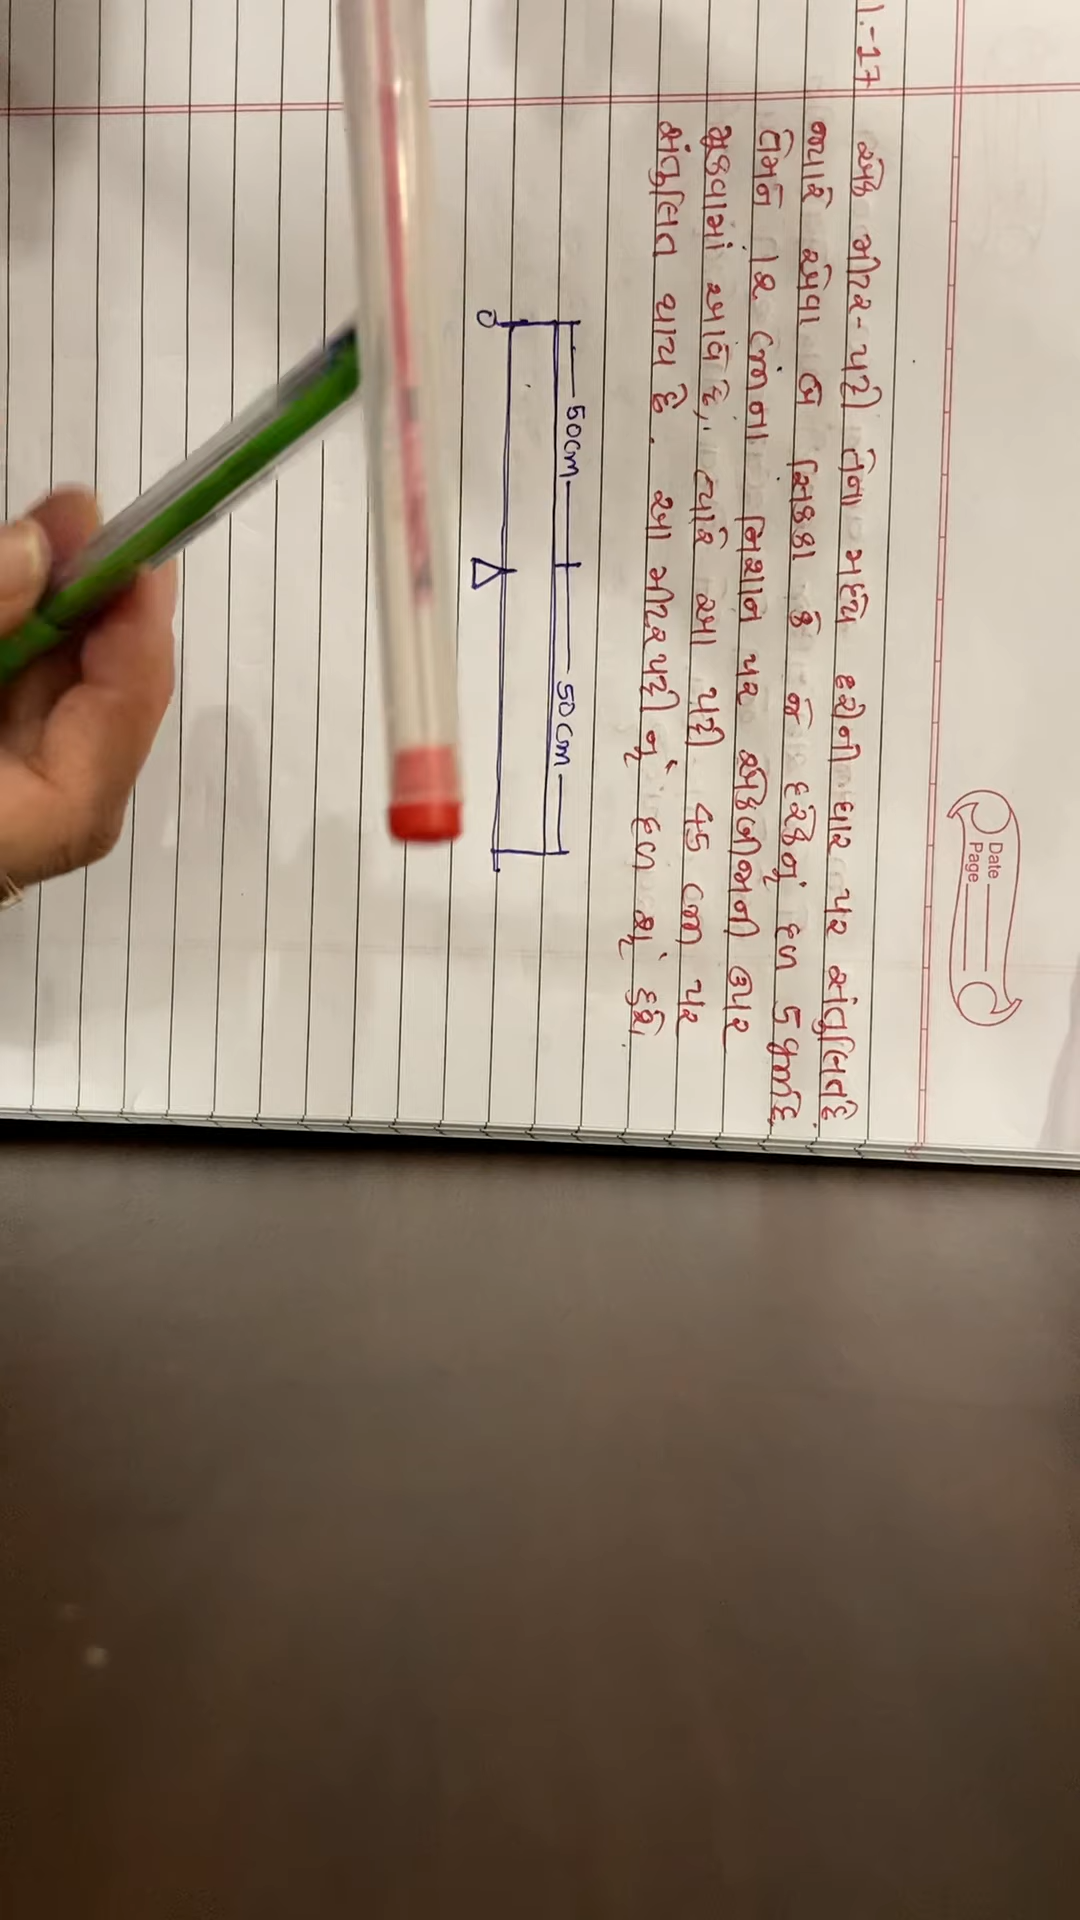 Date
Page
1.-17 એક મીટર-પટ્ટી તેના મધ્ય છરીની ધાર પર સંતુલિત છે
જ્યારે એવા બે સિક્કા કે જે દરેકનું દળ 5 g છે,
તેમને 12 cm ના નિશાન પર એકબીજાની ઉપર
મુકવામાં આવે છે, ત્યારે આ પટ્ટી 45 cm પર
સંતુલિત થાય છે. આ મીટરપટ્ટી નું દળ શું હશે.
50cm 50cm
0